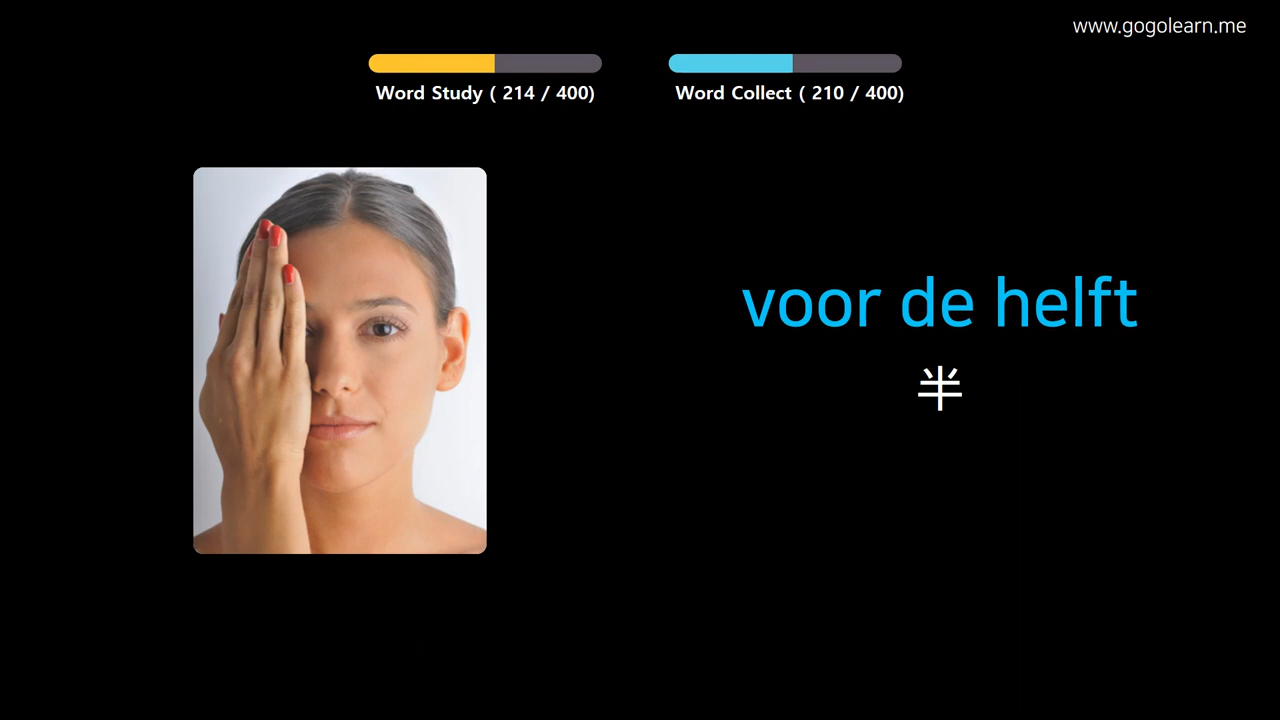 www.gogolearn.me
Word Study ( 214 / 400)
Word Collect ( 210 / 400)
voor de helft
半